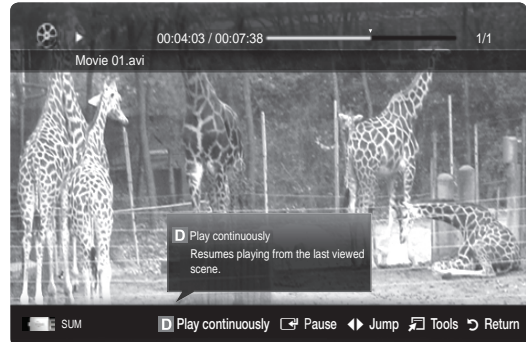 00:04:03 / 00:07:38 1/1
Movie 01.avi
D Play continuously
Resumes playing from the last viewed
scene.
SUM D Play continuously Pause Jump Tools Return